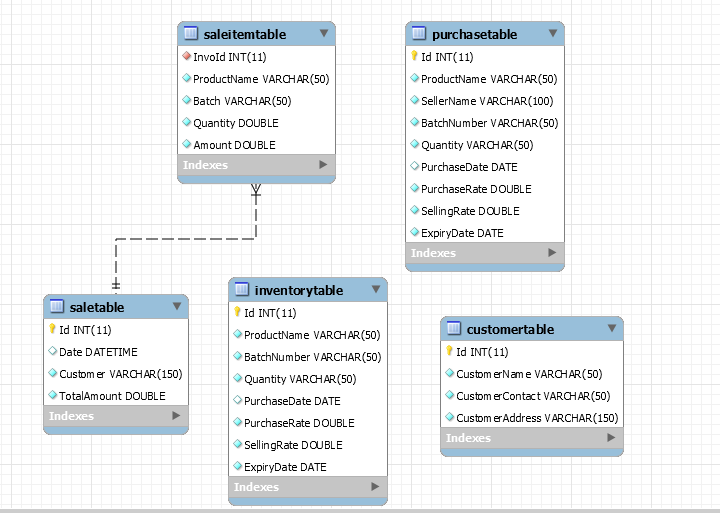 saleitemtable
InvoId INT(11)
ProductName VARCHAR(50)
Batch VARCHAR(50)
Quantity DOUBLE
Amount DOUBLE
Indexes
purchasetable
Id INT(11)
ProductName VARCHAR(50)
SellerName VARCHAR(100)
BatchNumber VARCHAR(50)
Quantity VARCHAR(50)
PurchaseDate DATE
PurchaseRate DOUBLE
SellingRate DOUBLE
ExpiryDate DATE
Indexes
saletable
Id INT(11)
Date DATETIME
Customer VARCHAR(150)
TotalAmount DOUBLE
Indexes
inventorytable
Id INT(11)
ProductName VARCHAR(50)
BatchNumber VARCHAR(50)
Quantity VARCHAR(50)
PurchaseDate DATE
PurchaseRate DOUBLE
SellingRate DOUBLE
ExpiryDate DATE
Indexes
customertable
Id INT(11)
CustomerName VARCHAR(50)
CustomerContact VARCHAR(50)
CustomerAddress VARCHAR(150)
Indexes